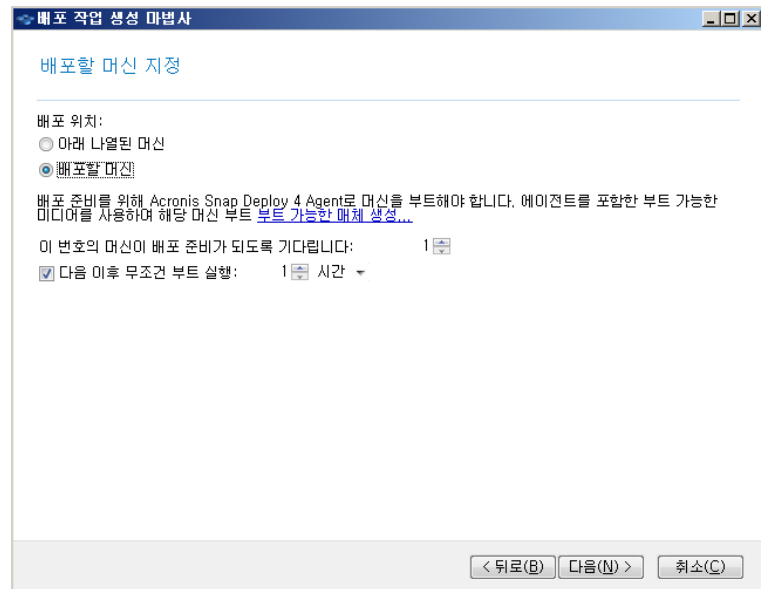 배포 작업 생성 마법사
배포할 머신 지정
배포 위치:
아래 나열된 머신
배포할 머신
배포 준비를 위해 Acronis Snap Deploy 4 Agent로 머신을 부트해야 합니다. 에이전트를 포함한 부트 가능한
미디어를 사용하여 해당 머신 부트 부트 가능한 매체 생성...
이 번호의 머신이 배포 준비가 되도록 기다립니다: 1
다음 이후 무조건 부트 실행: 1 시간
< 뒤로(B) 다음(N) > 취소(C)